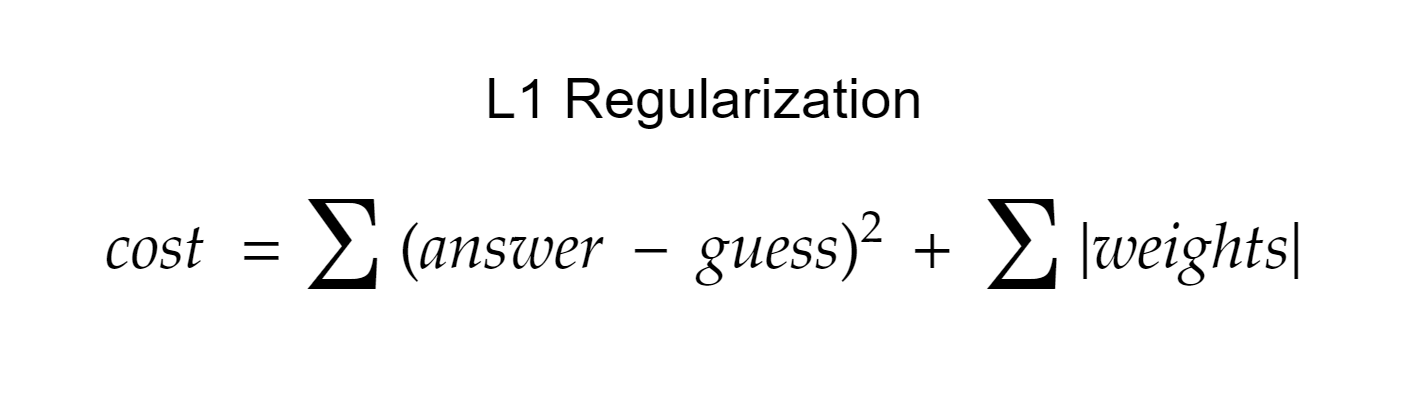 L1 Regularization
cost = ∑ (answer − guess)² + ∑ |weights|